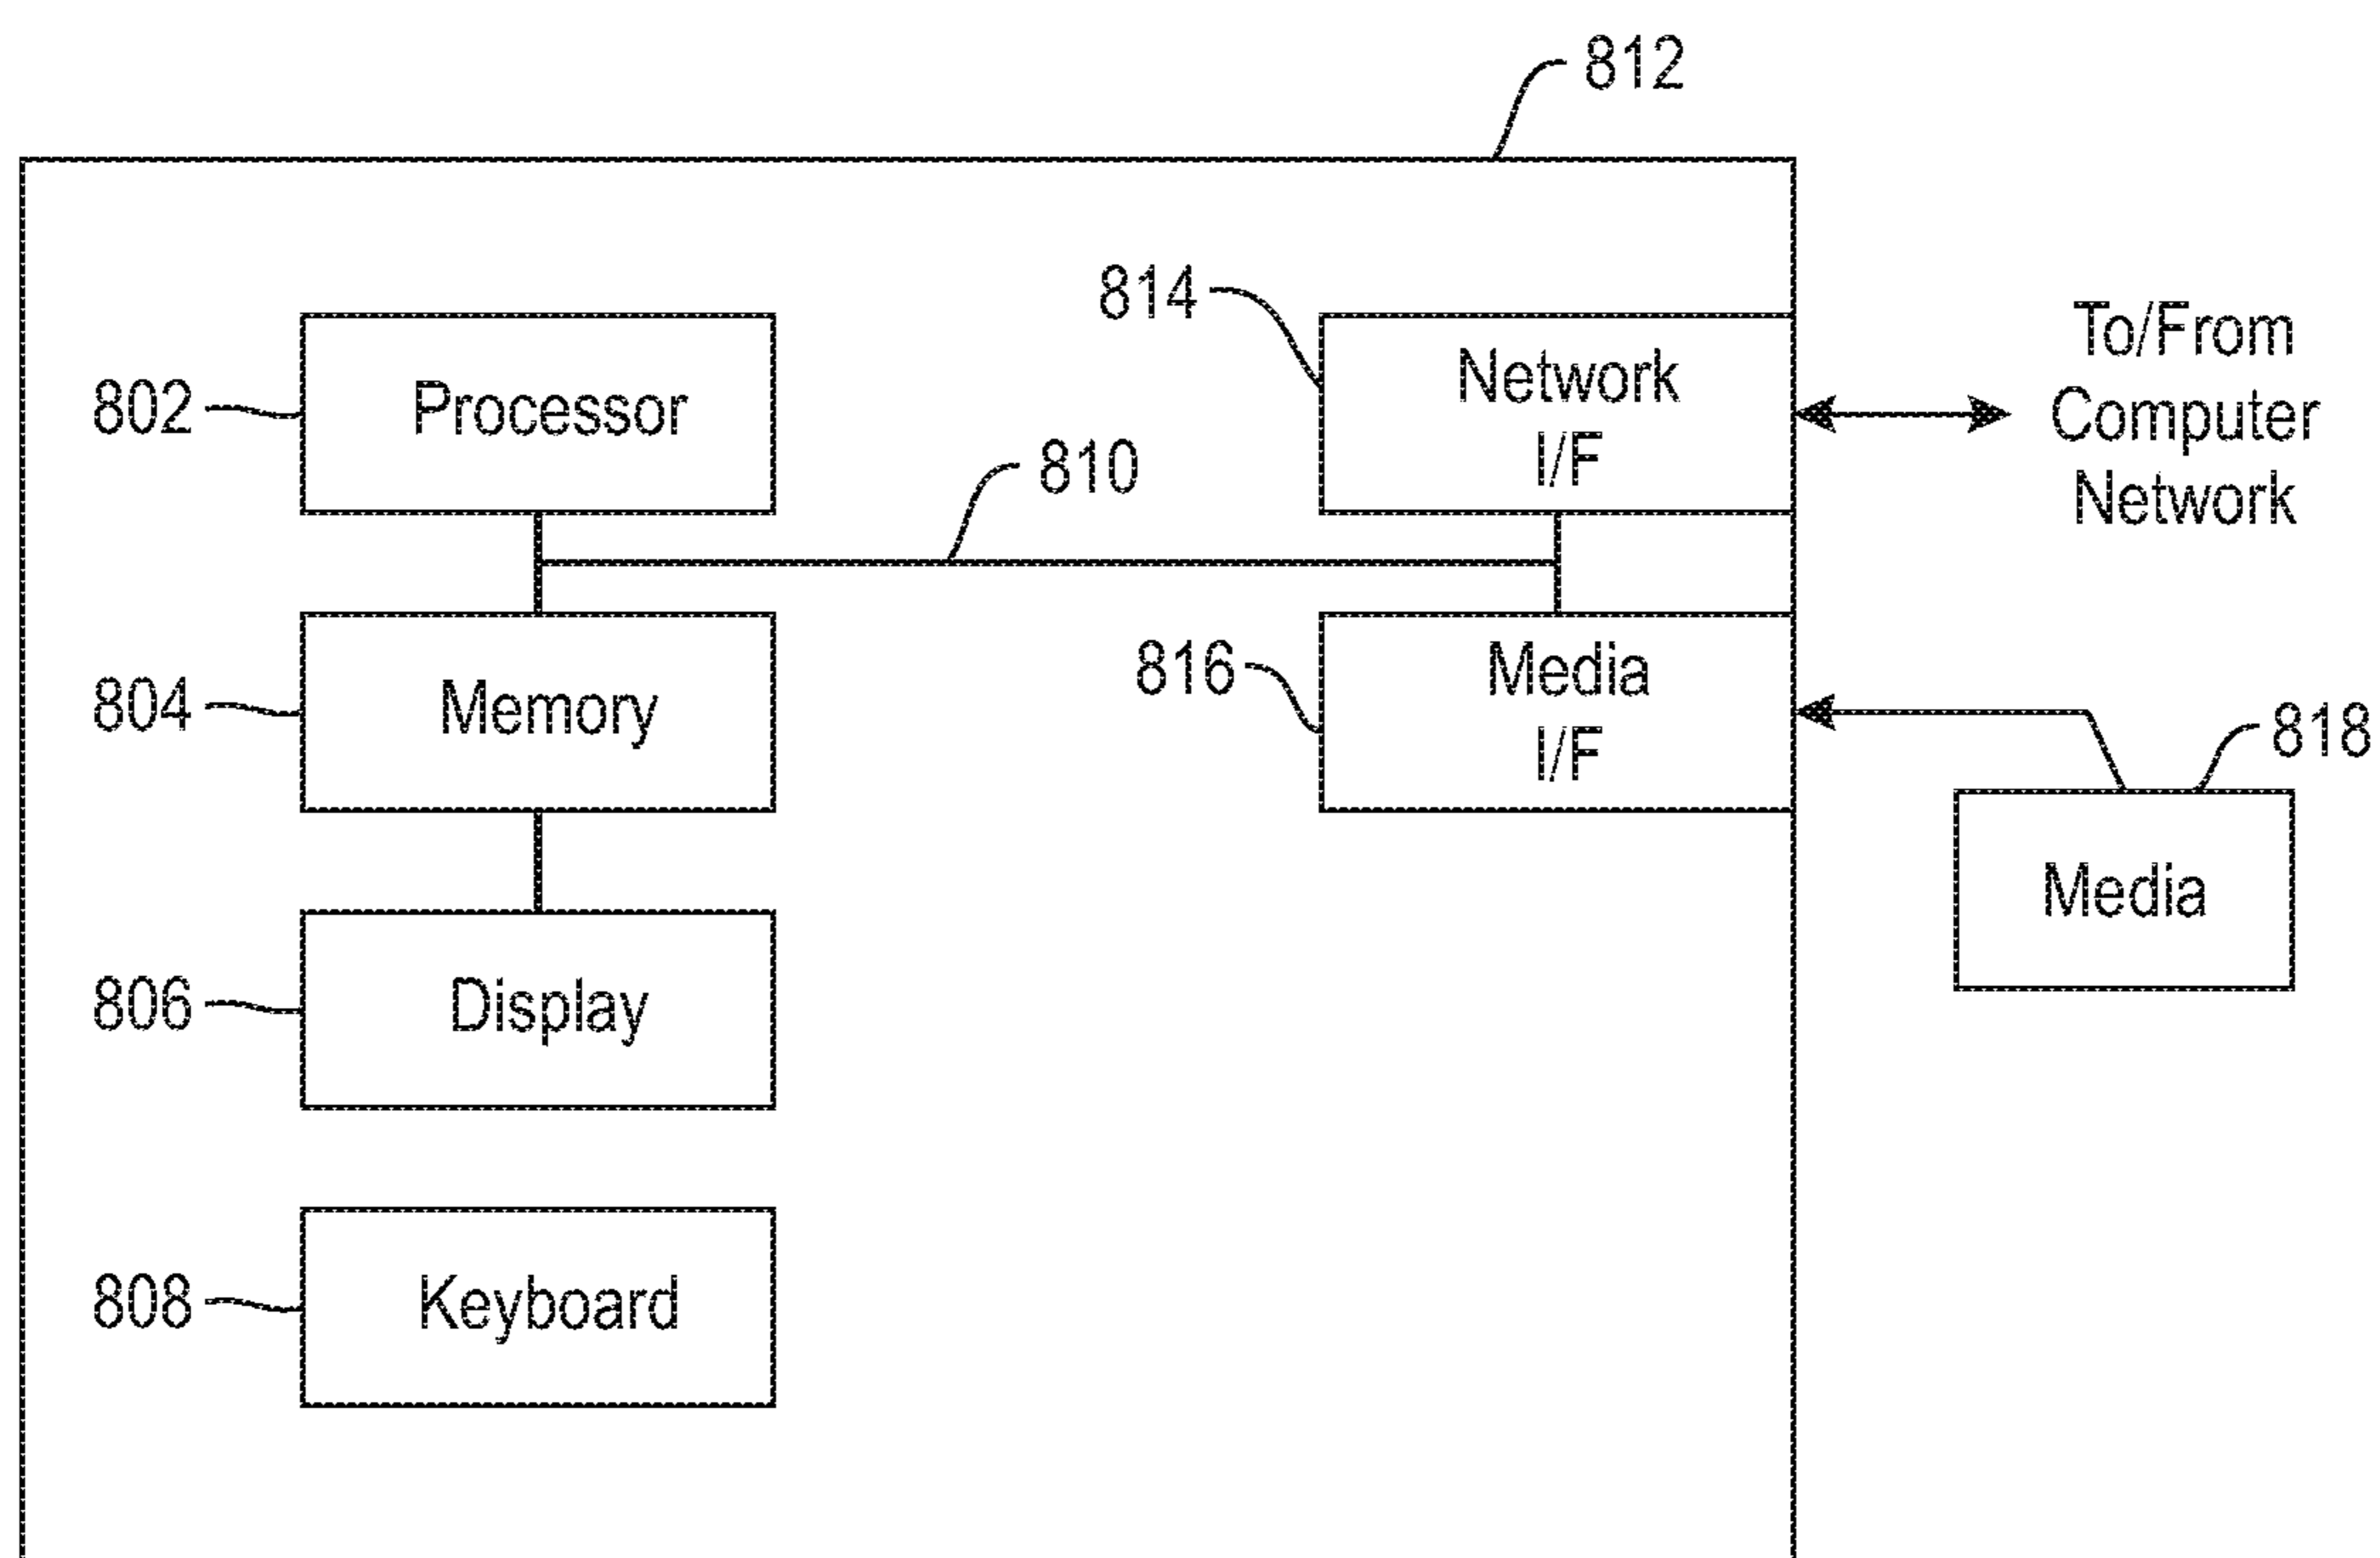 812
814
Network
I/F
To/From
Computer
Network
802
Processor
810
804
Memory
816
Media
I/F
818
Media
806
Display
808
Keyboard